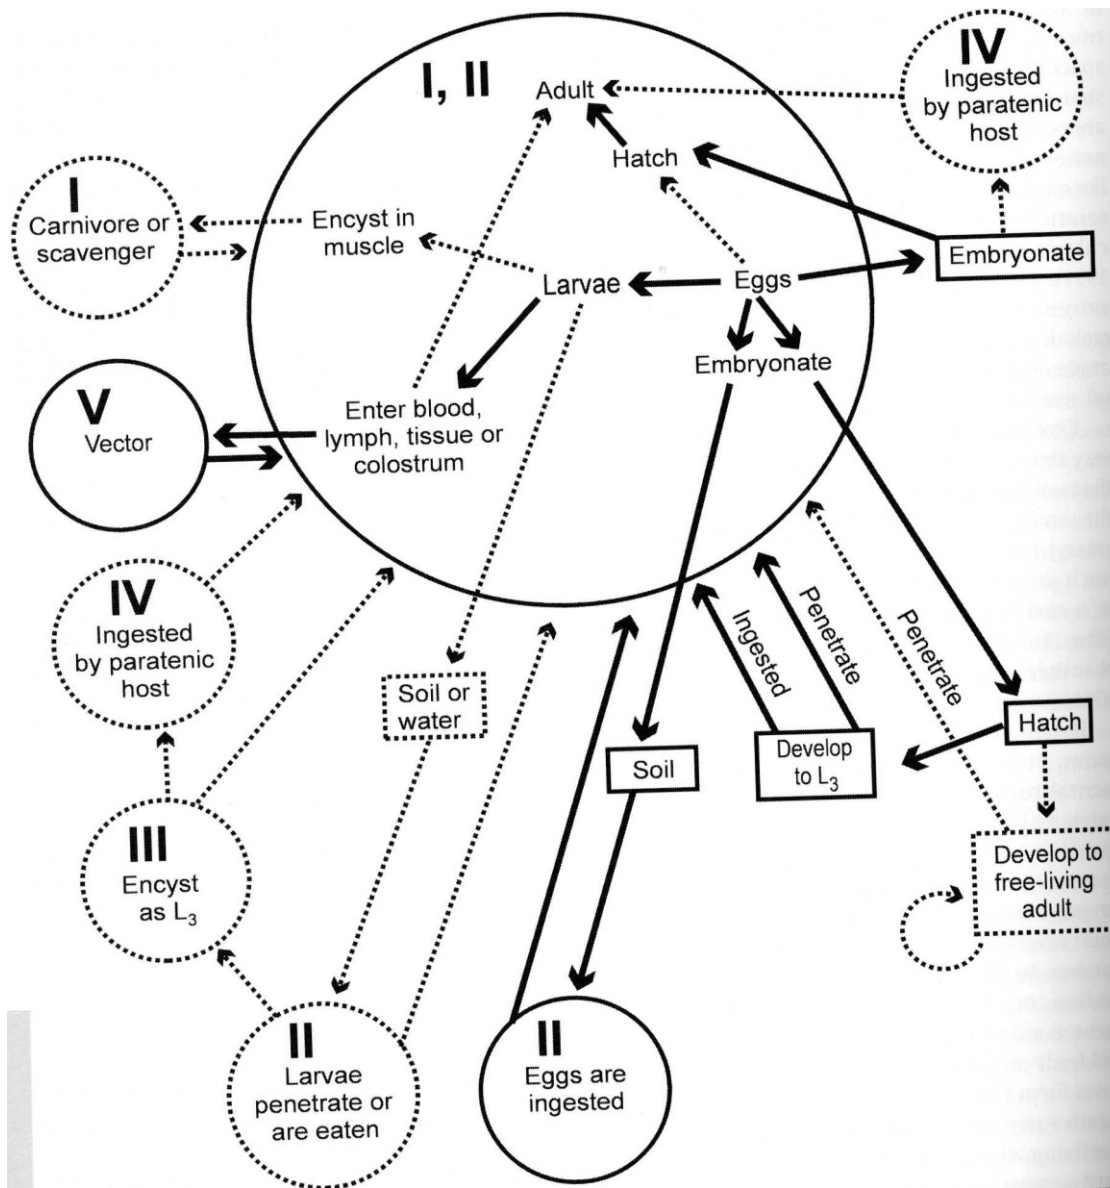 I, II
Adult
Hatch
Encyst in
muscle
Larvae
Eggs
Embryonate
Enter blood,
lymph, tissue or
colostrum
IV
Ingested
by paratenic
host
Embryonate
I
Carnivore or
scavenger
V
Vector
IV
Ingested
by paratenic
host
Soil or
water
Soil
Ingested
Penetrate
Penetrate
Develop
to L3
Hatch
III
Encyst
as L3
Develop to
free-living
adult
II
Larvae
penetrate or
are eaten
II
Eggs are
ingested